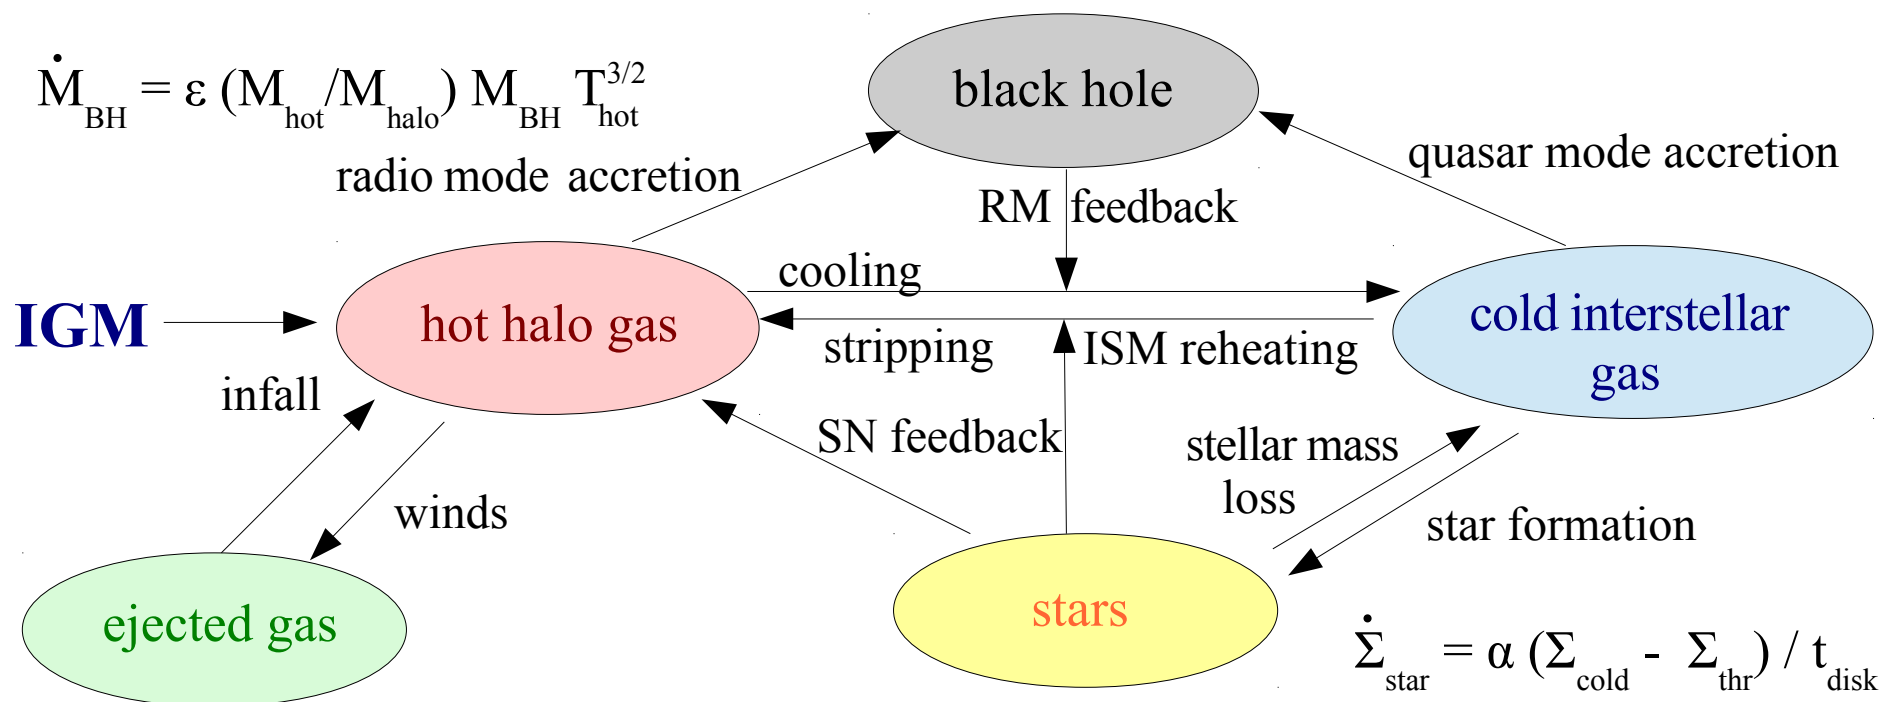 Ṁ_BH = ε (M_hot/M_halo) M_BH T_hot^3/2
black hole
radio mode accretion
quasar mode accretion
RM feedback
cooling
IGM
hot halo gas
cold interstellar
gas
stripping
ISM reheating
infall
SN feedback
stellar mass
loss
winds
star formation
ejected gas
stars
Σ̇_star = α (Σ_cold - Σ_thr) / t_disk